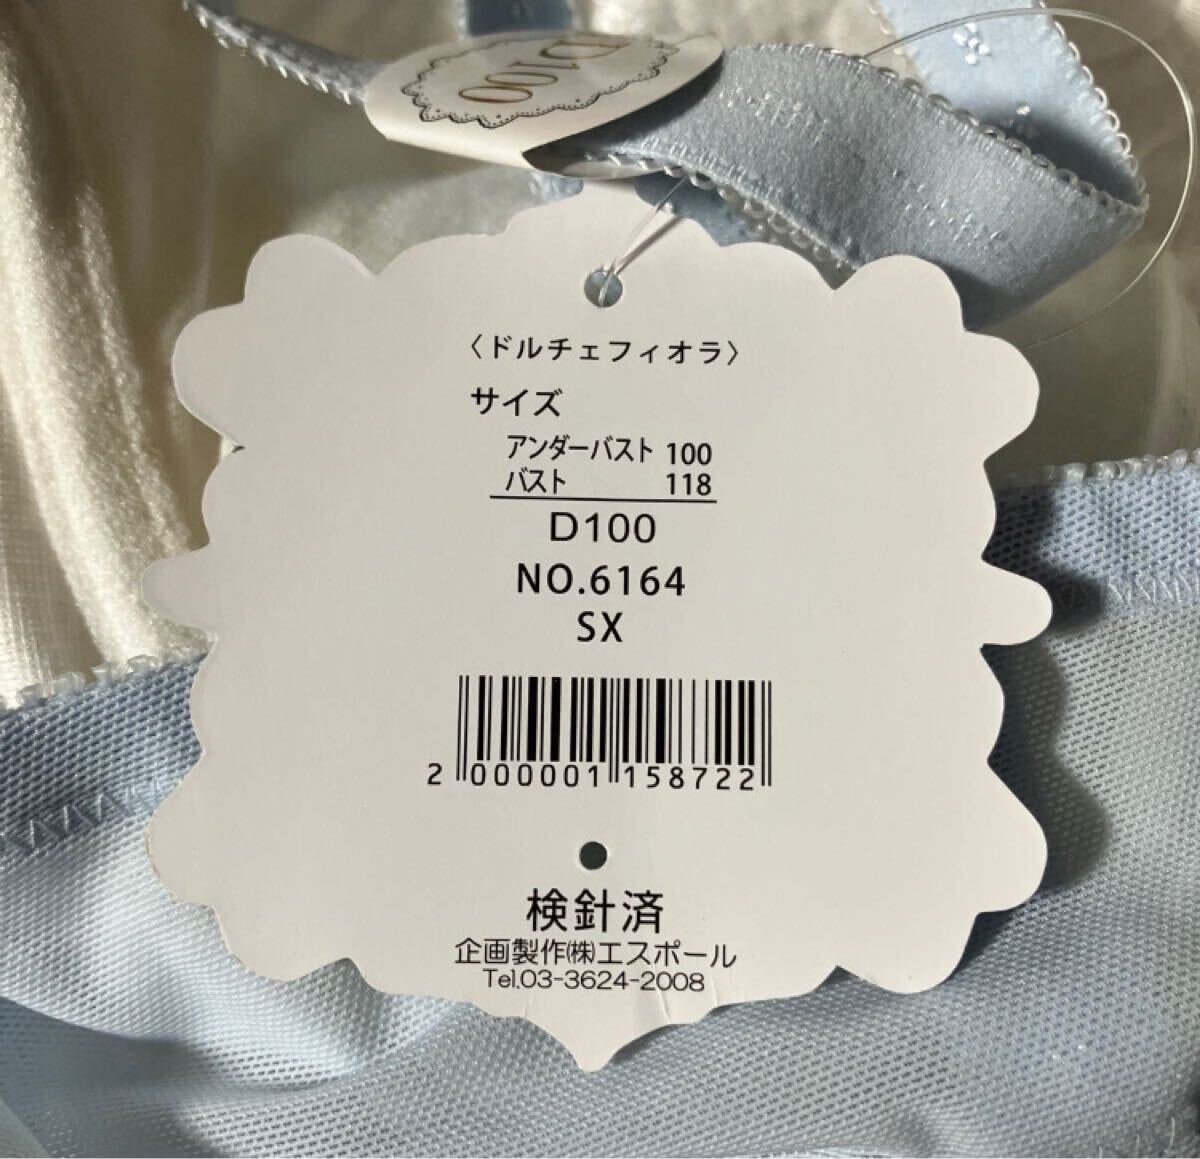 D100
〈ドルチェフィオラ〉
サイズ
アンダーバスト 100
バスト 118
D100
NO.6164
SX
2 000001 158722
検針済
企画製作㈱エスポール
Tel.03-3624-2008